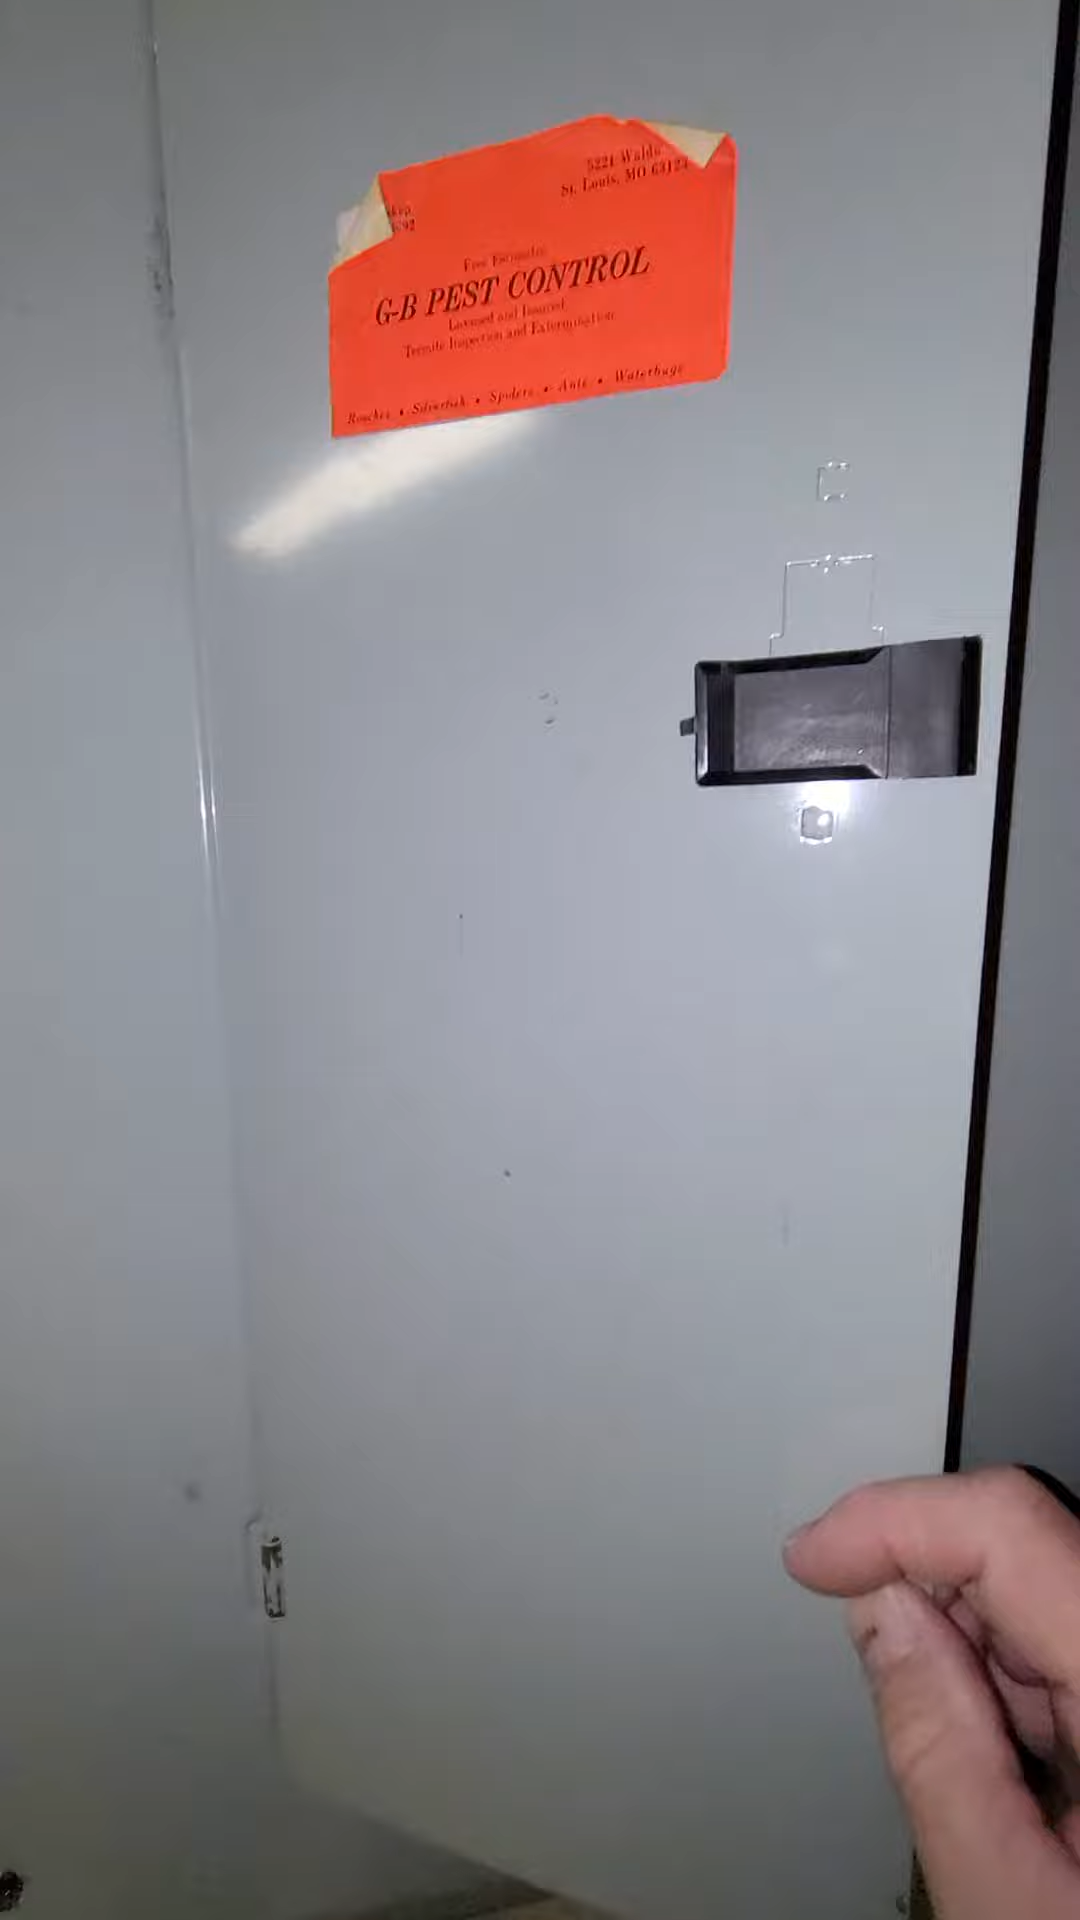 5221 Waldo
St. Louis, MO 63123
Free Estimates
G-B PEST CONTROL
Licensed and Insured
Termite Inspection and Extermination
Roaches • Silverfish • Spiders • Ants • Waterbugs